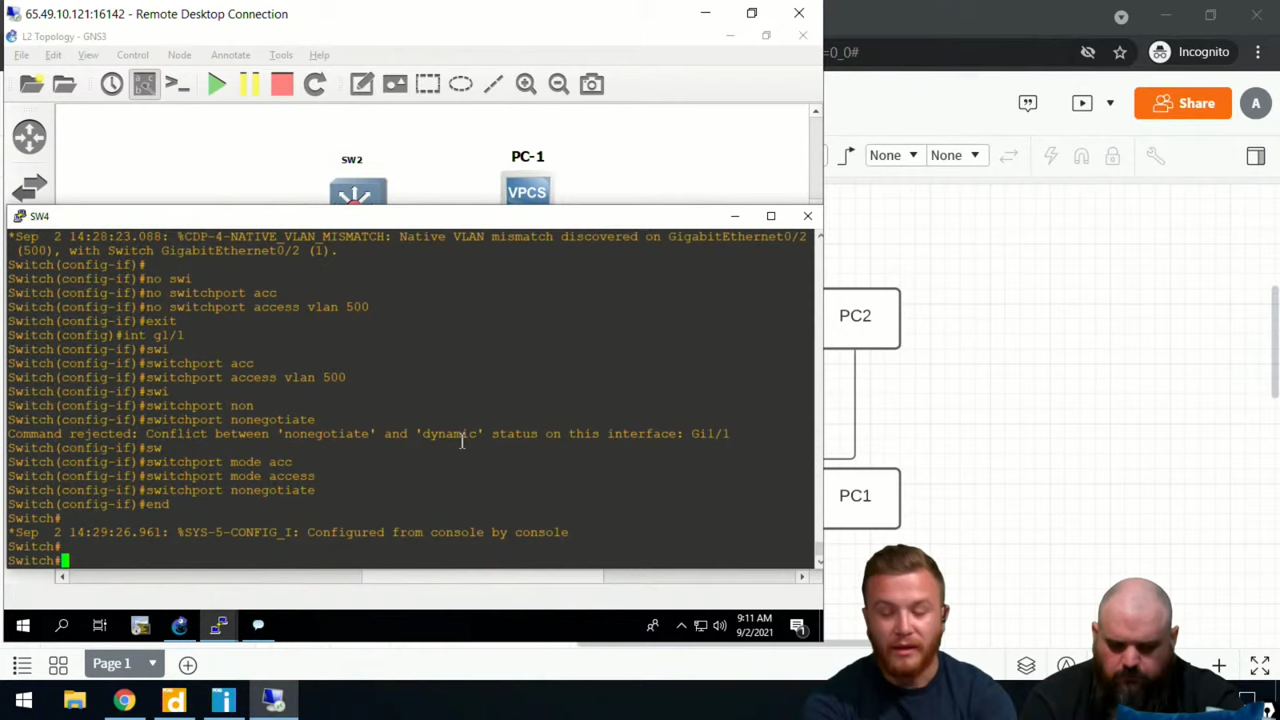 65.49.10.121:16142 - Remote Desktop Connection
L2 Topology - GNS3
=0_0#
Incognito
File Edit View Control Node Annotate Tools Help
Share
A
None None
SW2
PC-1
VPCS
SW4
*Sep 2 14:28:23.088: %CDP-4-NATIVE_VLAN_MISMATCH: Native VLAN mismatch discovered on GigabitEthernet0/2
(500), with Switch GigabitEthernet0/2 (1).
Switch(config-if)#
Switch(config-if)#no swi
Switch(config-if)#no switchport acc
Switch(config-if)#no switchport access vlan 500
Switch(config-if)#exit
Switch(config)#int g1/1
Switch(config-if)#swi
Switch(config-if)#switchport acc
Switch(config-if)#switchport access vlan 500
Switch(config-if)#swi
Switch(config-if)#switchport non
Switch(config-if)#switchport nonegotiate
Command rejected: Conflict between 'nonegotiate' and 'dynamic' status on this interface: Gi1/1
Switch(config-if)#sw
Switch(config-if)#switchport mode acc
Switch(config-if)#switchport mode access
Switch(config-if)#switchport nonegotiate
Switch(config-if)#end
Switch#
*Sep 2 14:29:26.961: %SYS-5-CONFIG_I: Configured from console by console
Switch#
Switch#
PC2
PC1
9:11 AM
9/2/2021
1
Page 1